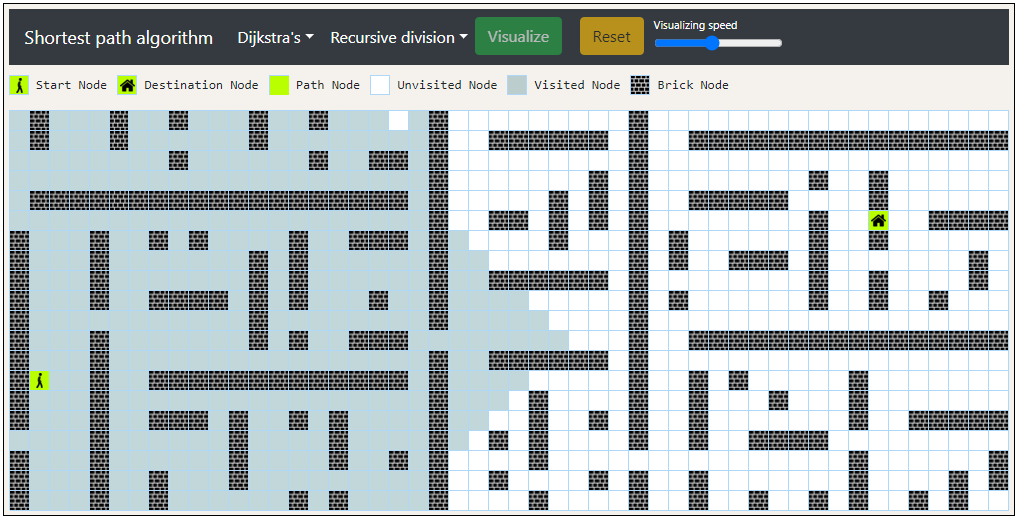 Shortest path algorithm Dijkstra's Recursive division Visualize Reset Visualizing speed
Start Node Destination Node Path Node Unvisited Node Visited Node Brick Node